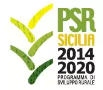 PSR
SICILIA
2014
2020
PROGRAMMA DI
SVILUPPO RURALE